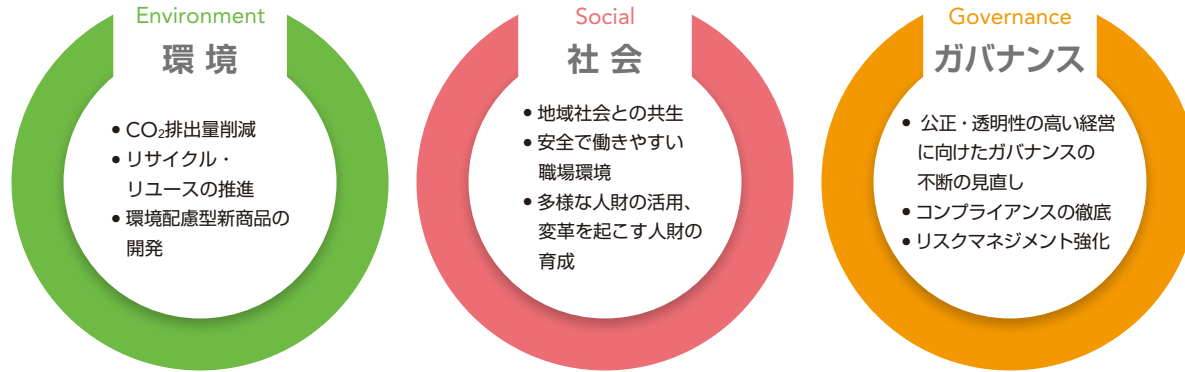 Environment
環境
• CO₂排出量削減
• リサイクル・
リユースの推進
• 環境配慮型新商品の
開発
Social
社会
• 地域社会との共生
• 安全で働きやすい
職場環境
• 多様な人財の活用、
変革を起こす人財の
育成
Governance
ガバナンス
• 公正・透明性の高い経営
に向けたガバナンスの
不断の見直し
• コンプライアンスの徹底
• リスクマネジメント強化